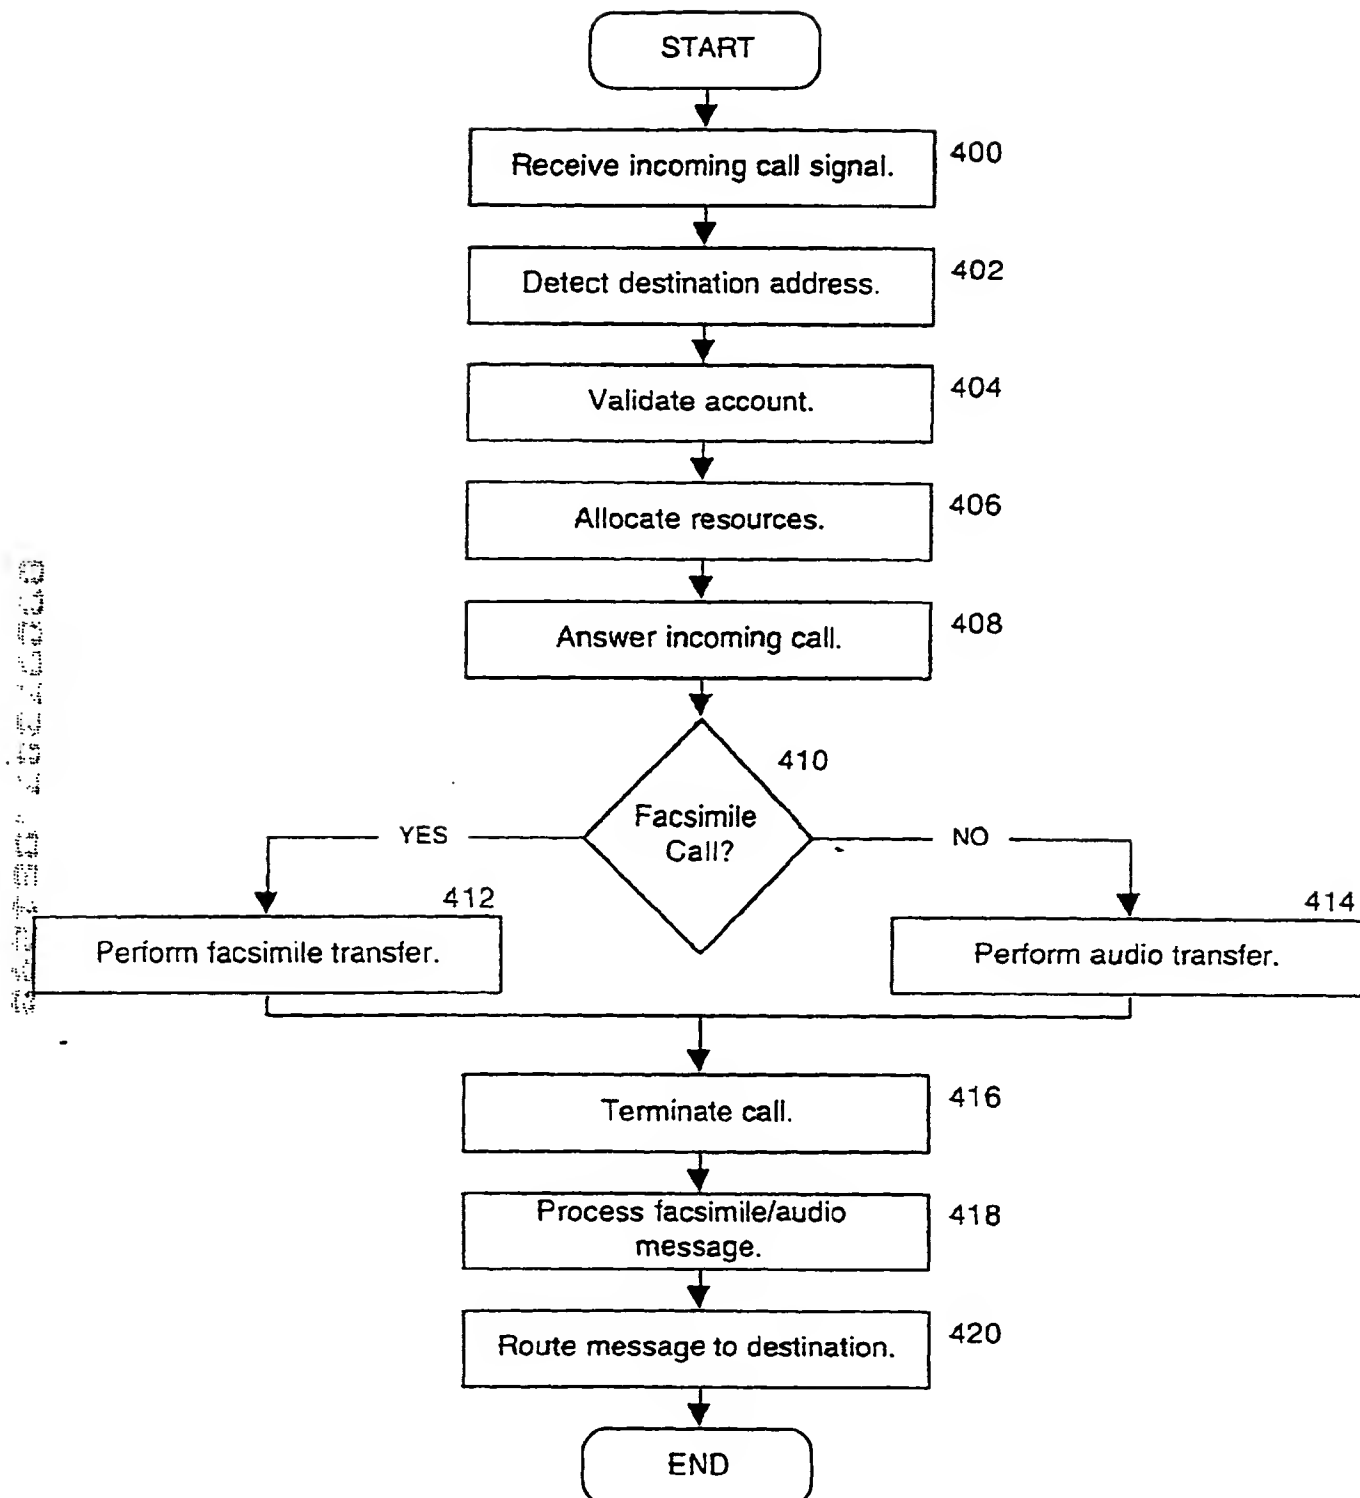 START
Receive incoming call signal.
400
Detect destination address.
402
Validate account.
404
Allocate resources.
406
Answer incoming call.
408
410
Facsimile
Call?
YES
NO
412
Perform facsimile transfer.
414
Perform audio transfer.
Terminate call.
416
Process facsimile/audio
message.
418
Route message to destination.
420
END